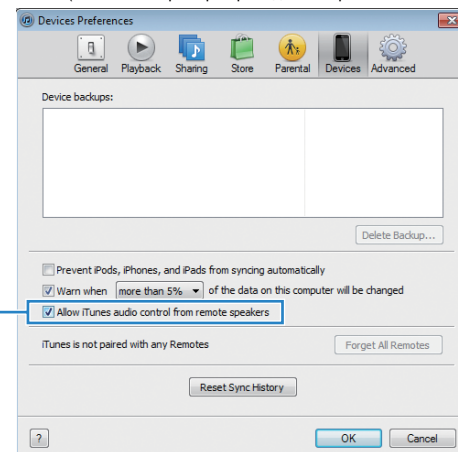 Devices Preferences
General Playback Sharing Store Parental Devices Advanced
Device backups:
Delete Backup...
Prevent iPods, iPhones, and iPads from syncing automatically
Warn when more than 5% of the data on this computer will be changed
Allow iTunes audio control from remote speakers
iTunes is not paired with any Remotes
Forget All Remotes
Reset Sync History
?
OK Cancel